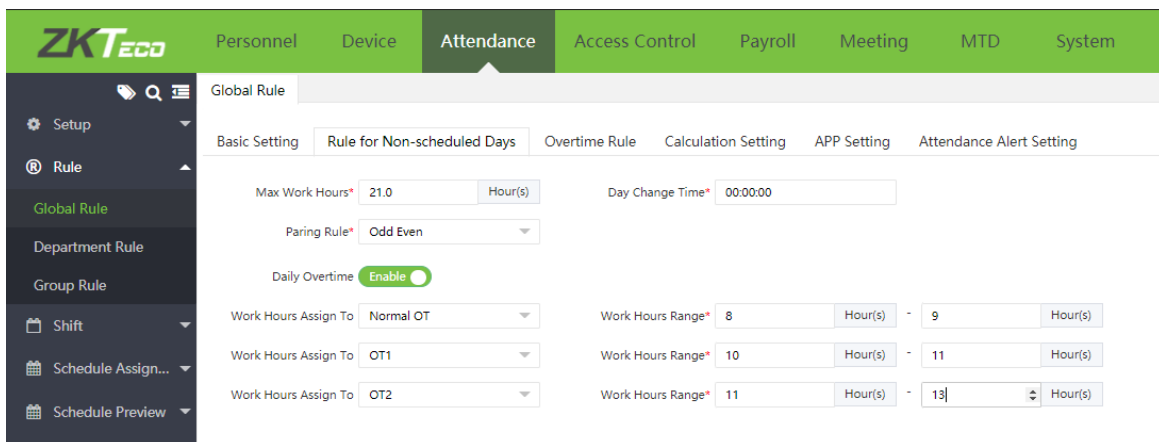 ZKTeco Personnel Device Attendance Access Control Payroll Meeting MTD System
Global Rule
Setup
Basic Setting Rule for Non-scheduled Days Overtime Rule Calculation Setting APP Setting Attendance Alert Setting
® Rule
Max Work Hours* 21.0 Hour(s) Day Change Time* 00:00:00
Global Rule
Paring Rule* Odd Even
Department Rule
Daily Overtime Enable
Group Rule
Work Hours Assign To Normal OT Work Hours Range* 8 Hour(s) - 9 Hour(s)
Shift
Work Hours Assign To OT1 Work Hours Range* 10 Hour(s) - 11 Hour(s)
Schedule Assign...
Work Hours Assign To OT2 Work Hours Range* 11 Hour(s) - 13 Hour(s)
Schedule Preview